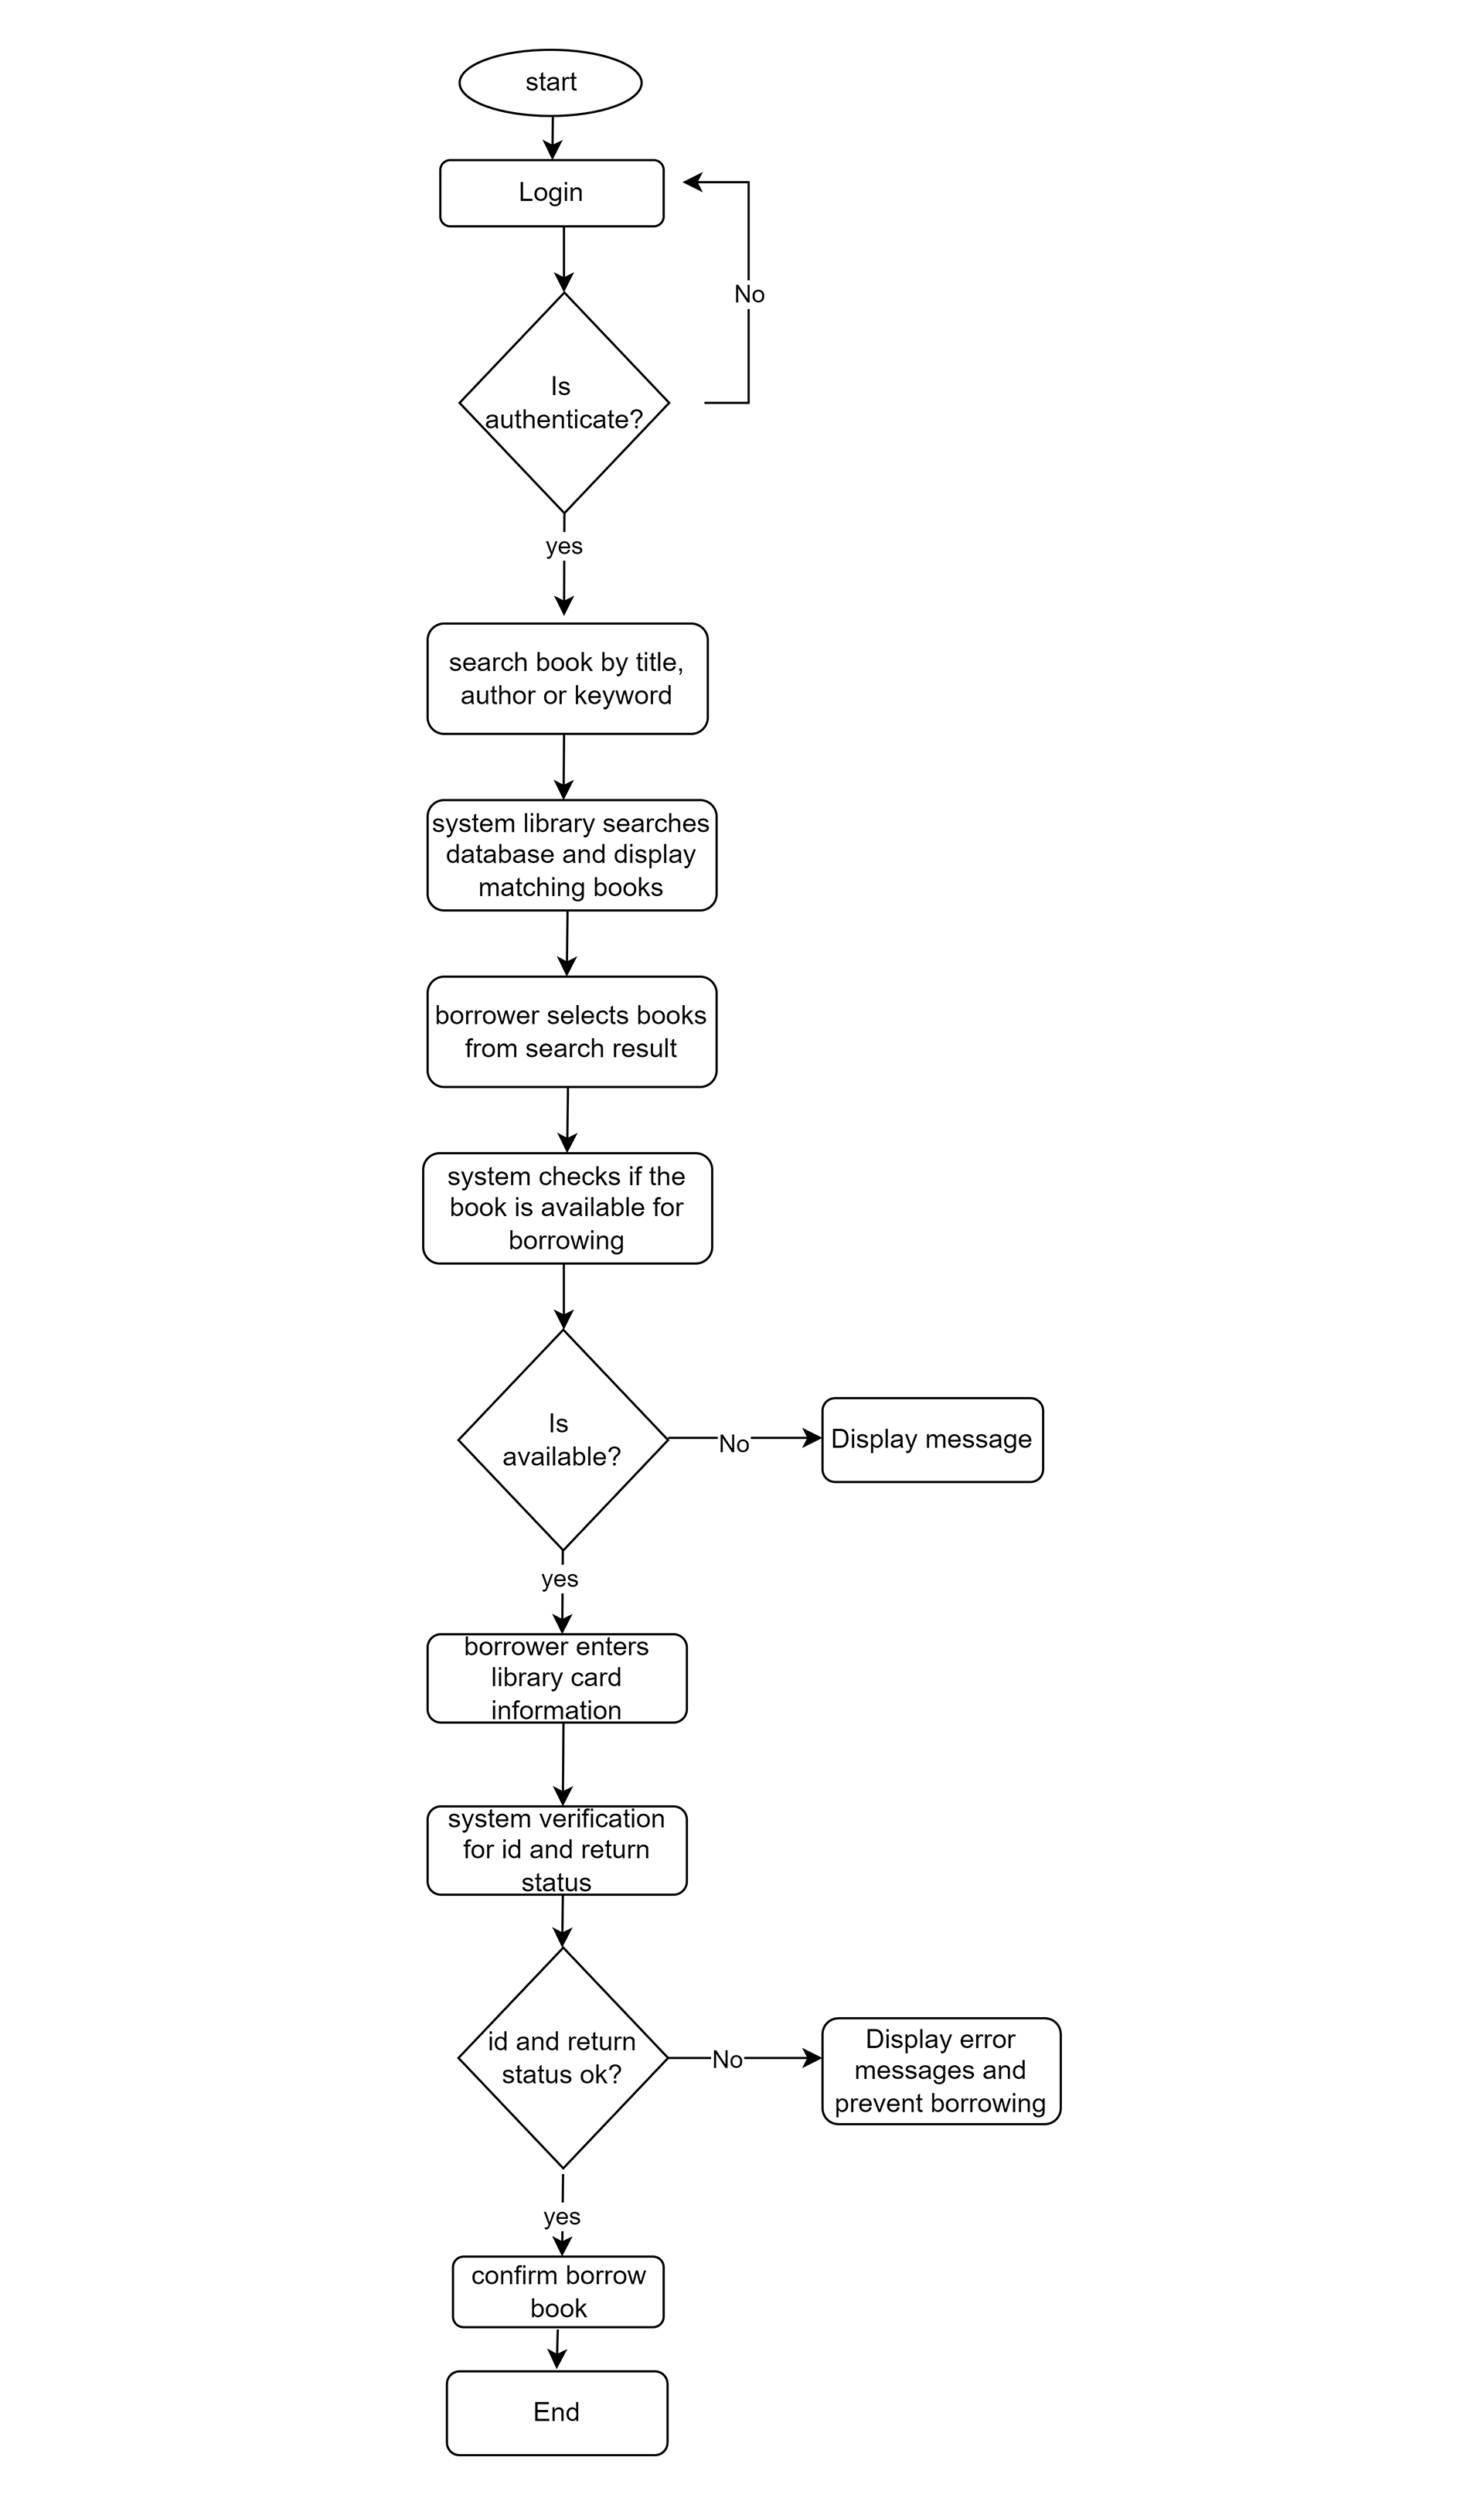 start
Login
No
Is
authenticate?
yes
search book by title,
author or keyword
system library searches
database and display
matching books
borrower selects books
from search result
system checks if the
book is available for
borrowing
Is
available?
No
Display message
yes
borrower enters
library card
information
system verification
for id and return
status
id and return
status ok?
No
Display error
messages and
prevent borrowing
yes
confirm borrow
book
End